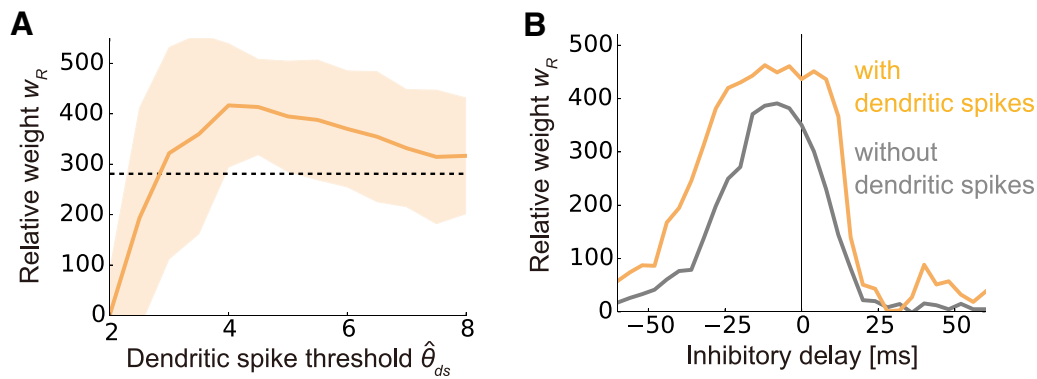 A
Relative weight w_R
500
400
300
200
100
0
2
4
6
8
Dendritic spike threshold θ̂_ds
B
Relative weight w_R
500
400
300
200
100
0
−50
−25
0
25
50
Inhibitory delay [ms]
with
dendritic spikes
without
dendritic spikes